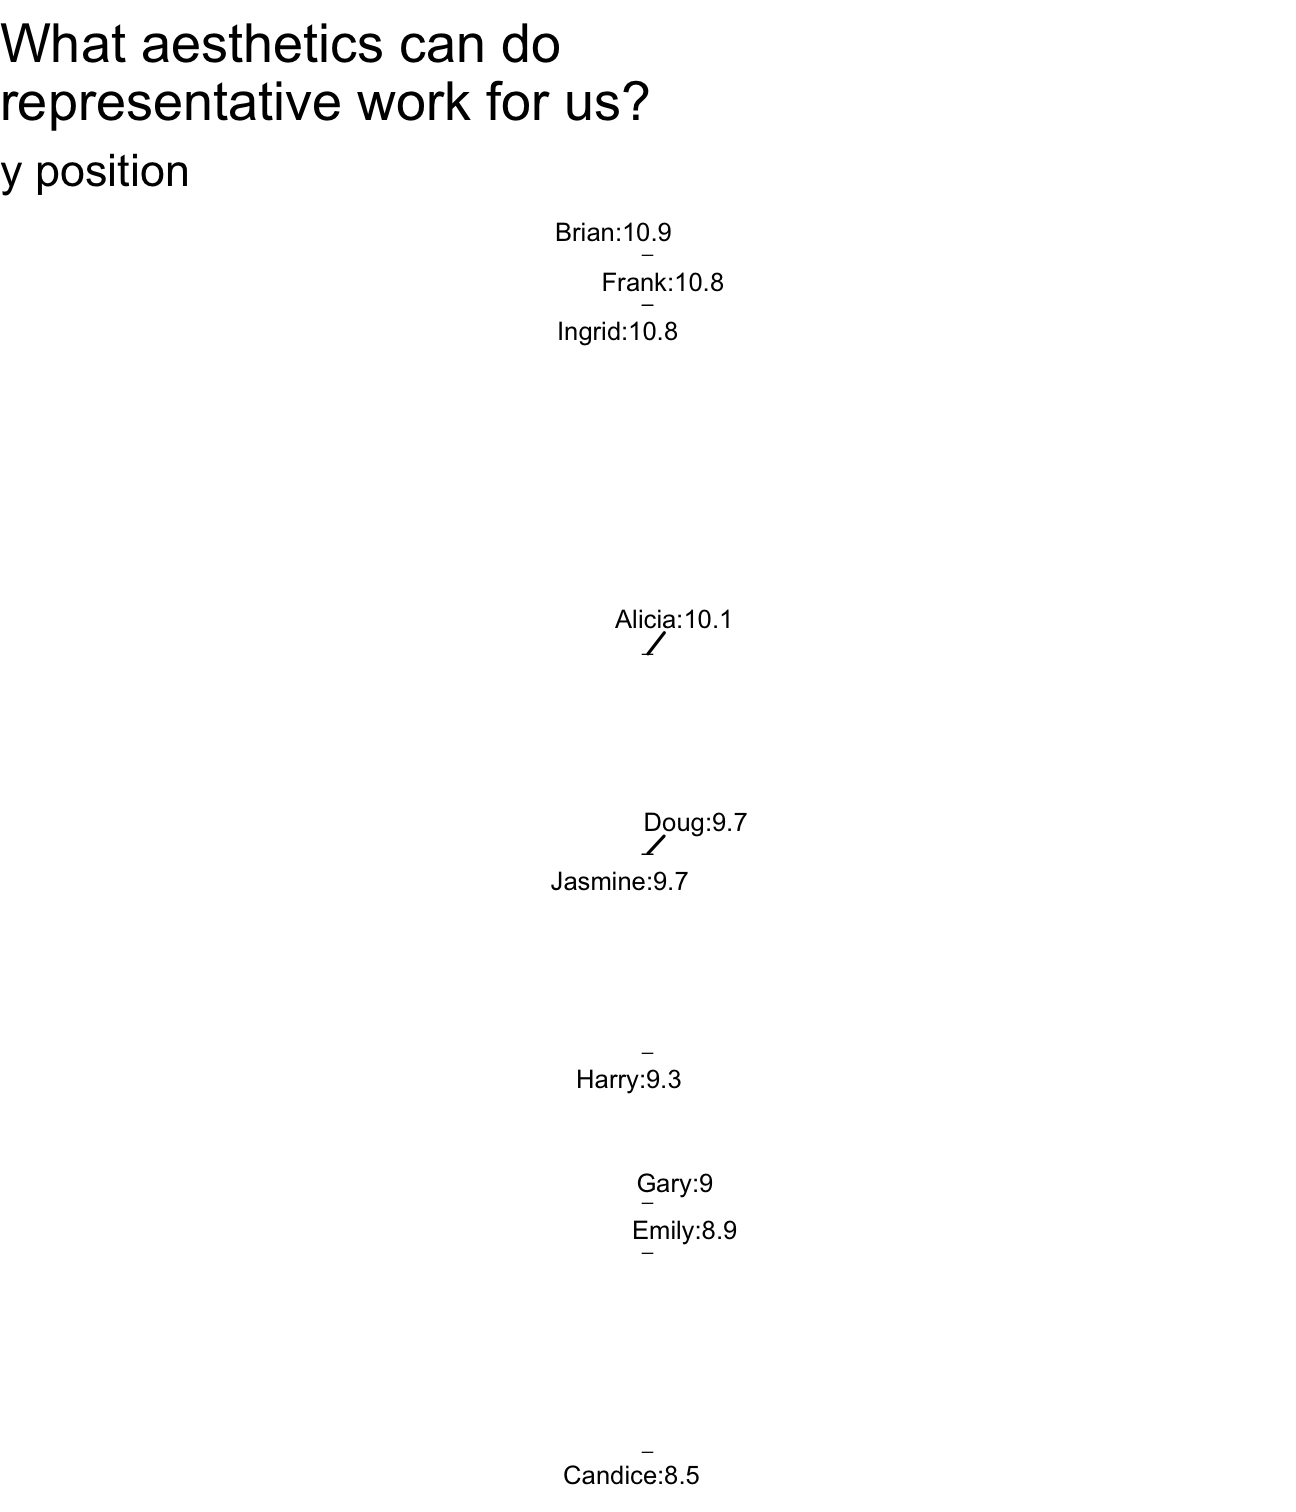 What aesthetics can do
representative work for us?
y position
Brian:10.9
Frank:10.8
Ingrid:10.8
Alicia:10.1
Doug:9.7
Jasmine:9.7
Harry:9.3
Gary:9
Emily:8.9
Candice:8.5